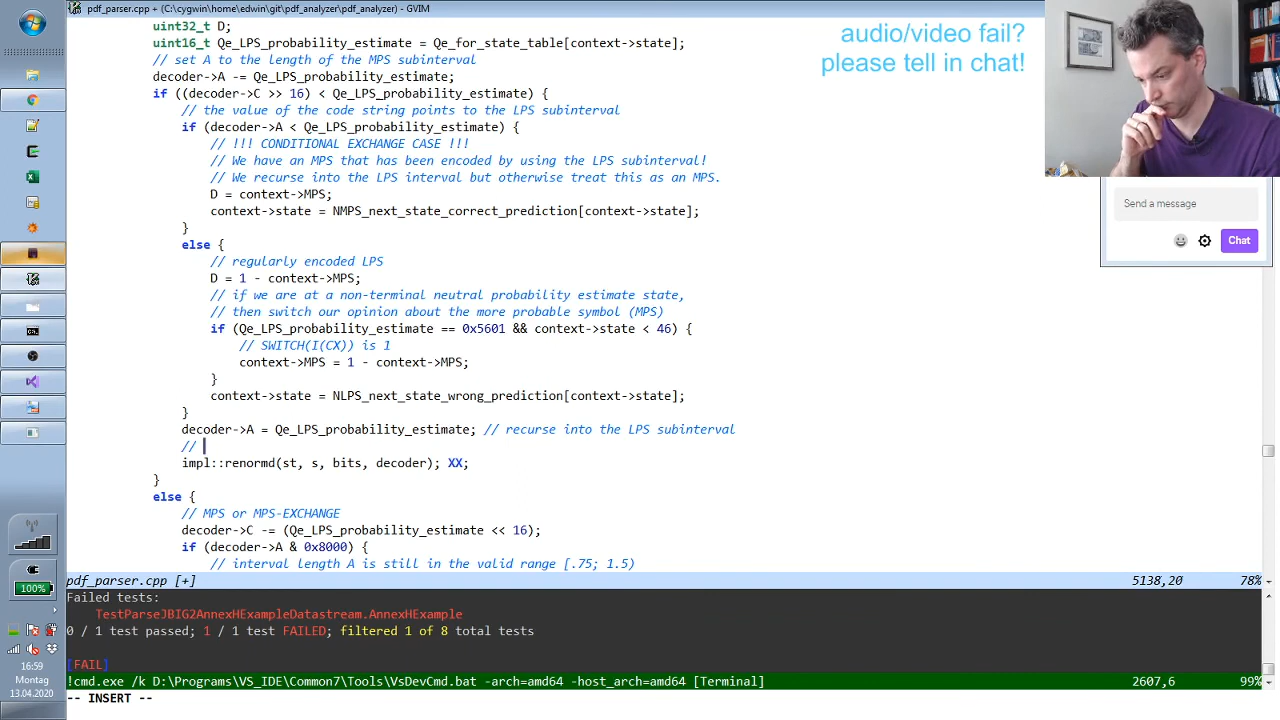 pdf_parser.cpp + (C:\cygwin\home\edwin\git\pdf_analyzer\pdf_analyzer) - GVIM
uint32_t D;
uint16_t Qe_LPS_probability_estimate = Qe_for_state_table[context->state];
// set A to the length of the MPS subinterval
decoder->A -= Qe_LPS_probability_estimate;
if ((decoder->C >> 16) < Qe_LPS_probability_estimate) {
// the value of the code string points to the LPS subinterval
if (decoder->A < Qe_LPS_probability_estimate) {
// !!! CONDITIONAL EXCHANGE CASE !!!
// We have an MPS that has been encoded by using the LPS subinterval!
// We recurse into the LPS interval but otherwise treat this as an MPS.
D = context->MPS;
context->state = NMPS_next_state_correct_prediction[context->state];
}
else {
// regularly encoded LPS
D = 1 - context->MPS;
// if we are at a non-terminal neutral probability estimate state,
// then switch our opinion about the more probable symbol (MPS)
if (Qe_LPS_probability_estimate == 0x5601 && context->state < 46) {
// SWITCH(I(CX)) is 1
context->MPS = 1 - context->MPS;
}
context->state = NLPS_next_state_wrong_prediction[context->state];
}
decoder->A = Qe_LPS_probability_estimate; // recurse into the LPS subinterval
//
impl::renormd(st, s, bits, decoder); XX;
}
else {
// MPS or MPS-EXCHANGE
decoder->C -= (Qe_LPS_probability_estimate << 16);
if (decoder->A & 0x8000) {
// interval length A is still in the valid range [.75; 1.5)
pdf_parser.cpp [+] 5138,20 78%
Failed tests:
TestParseJBIG2AnnexHExampleDatastream.AnnexHExample
0 / 1 test passed; 1 / 1 test FAILED; filtered 1 of 8 total tests
[FAIL]
!cmd.exe /k D:\Programs\VS_IDE\Common7\Tools\VsDevCmd.bat -arch=amd64 -host_arch=amd64 [Terminal] 2607,6 99%
-- INSERT --
audio/video fail?
please tell in chat!
Send a message
Chat
100%
16:59
Montag
13.04.2020